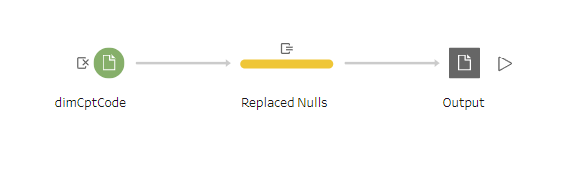 dimCptCode
Replaced Nulls
Output